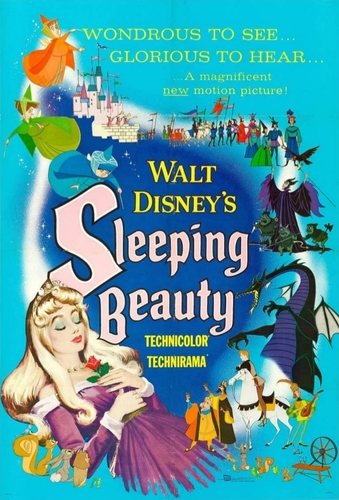 WONDROUS TO SEE...
GLORIOUS TO HEAR...
...A magnificent
new motion picture!
WALT
DISNEY'S
Sleeping
Beauty
TECHNICOLOR®
TECHNIRAMA®